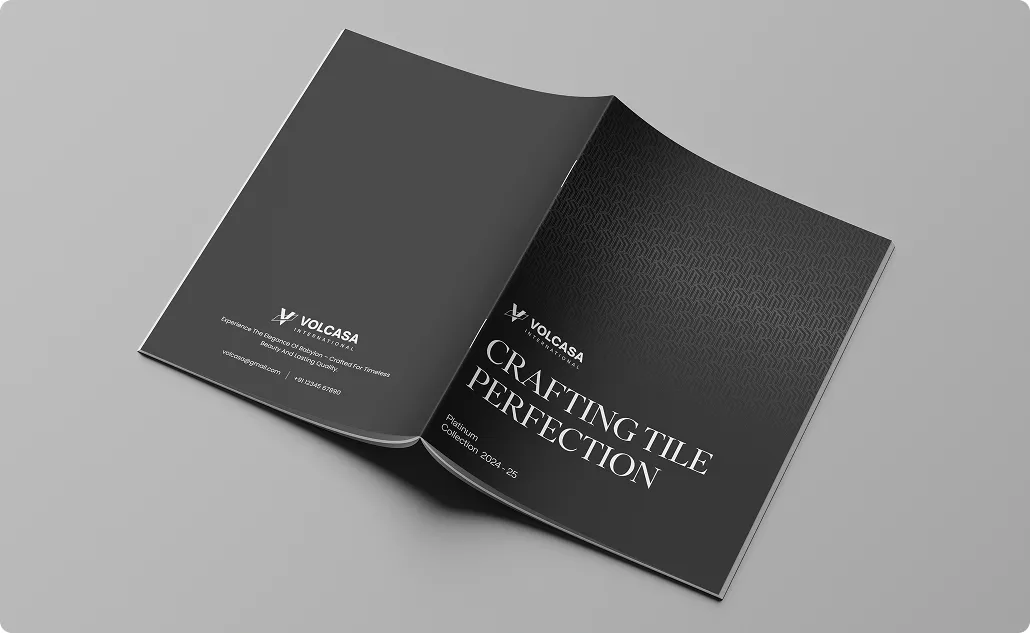 VOLCASA
INTERNATIONAL
Experience The Elegance Of Babylon – Crafted For Timeless
Beauty And Lasting Quality.
volcasa@gmail.com | +91 12345 67890
VOLCASA
INTERNATIONAL
CRAFTING TILE
PERFECTION
Platinum
Collection 2024 - 25